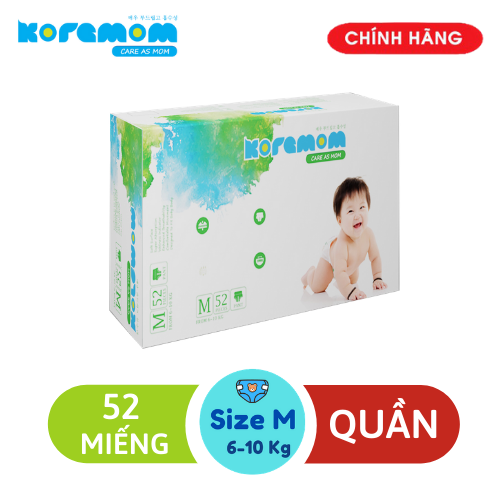 KOREMOM
CARE AS MOM
CHÍNH HÃNG
KOREMOM
CARE AS MOM
M 52
M 52
52
MIẾNG
Size M
6-10 Kg
QUẦN